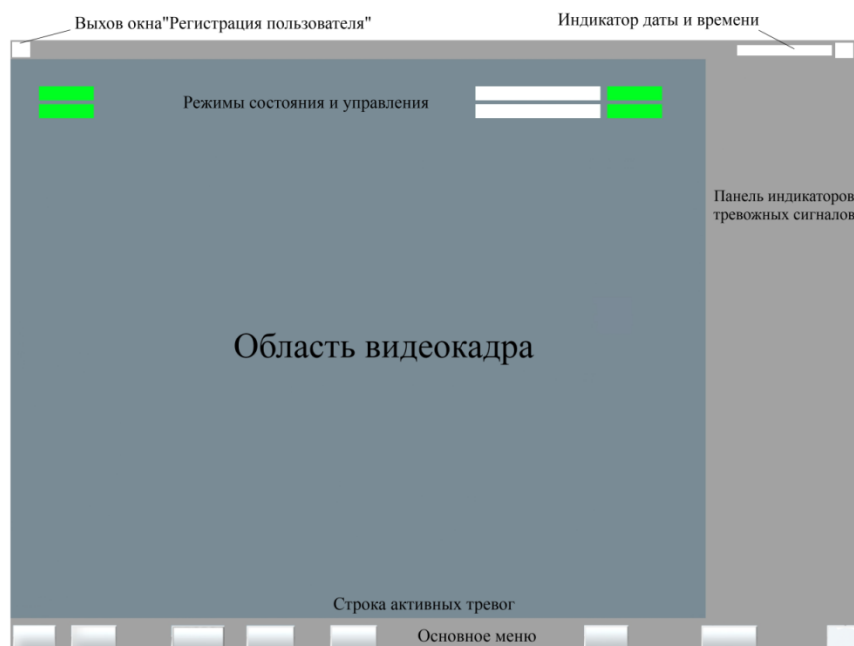 Выхов окна"Регистрация пользователя"
Индикатор даты и времени
Режимы состояния и управления
Панель индикаторов
тревожных сигналов
Область видеокадра
Строка активных тревог
Основное меню